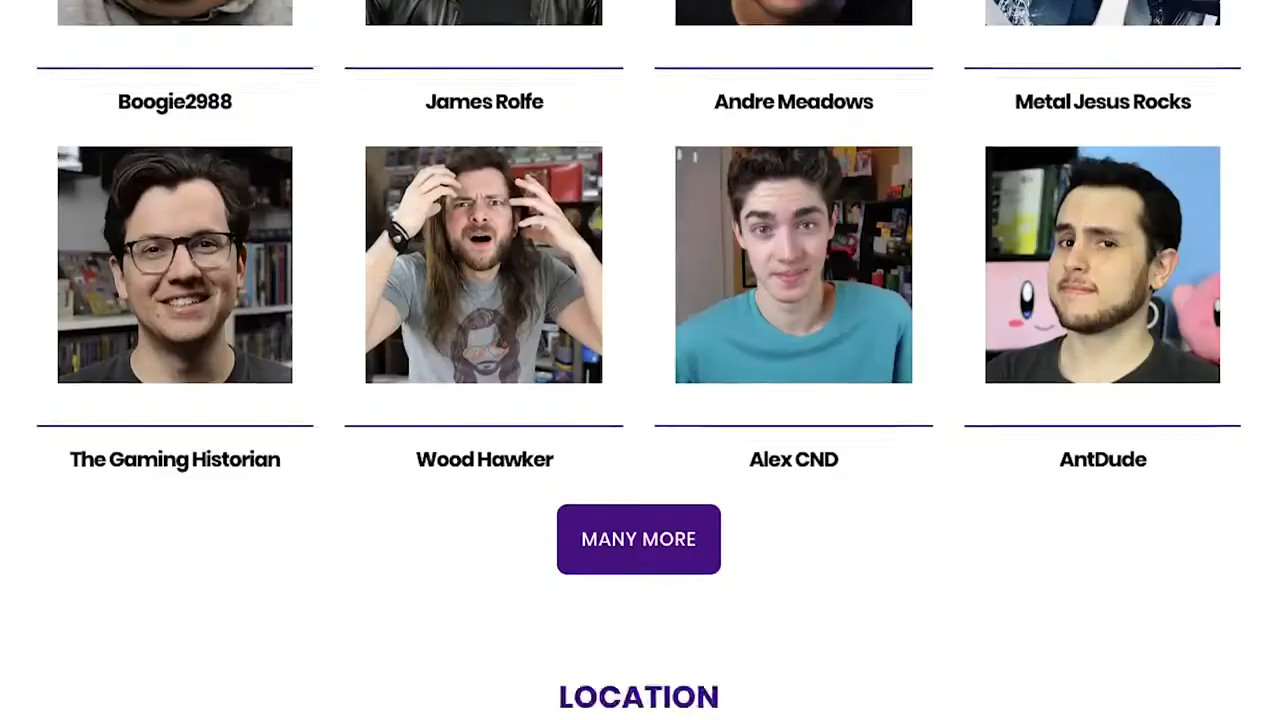 Boogie2988
James Rolfe
Andre Meadows
Metal Jesus Rocks
The Gaming Historian
Wood Hawker
Alex CND
AntDude
MANY MORE
LOCATION